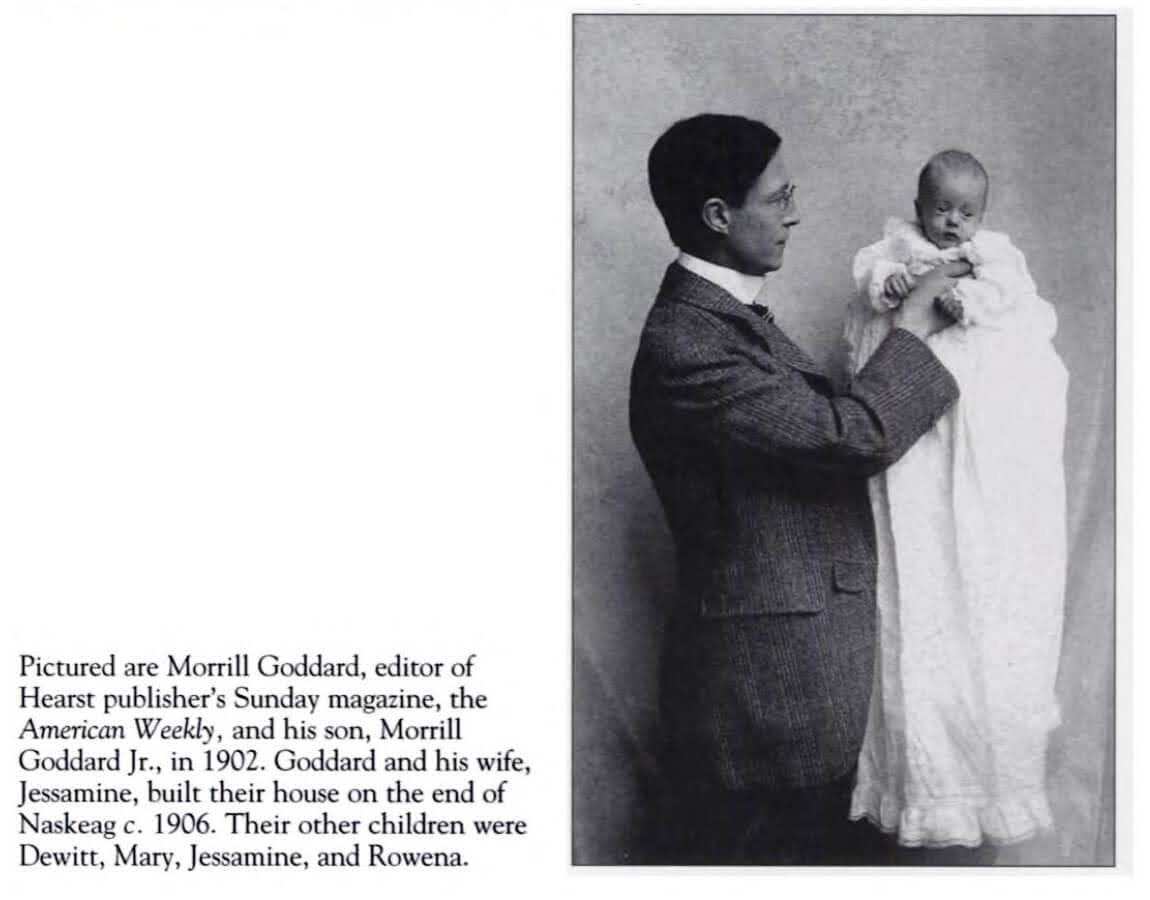 Pictured are Morrill Goddard, editor of
Hearst publisher's Sunday magazine, the
American Weekly, and his son, Morrill
Goddard Jr., in 1902. Goddard and his wife,
Jessamine, built their house on the end of
Naskeag c. 1906. Their other children were
Dewitt, Mary, Jessamine, and Rowena.